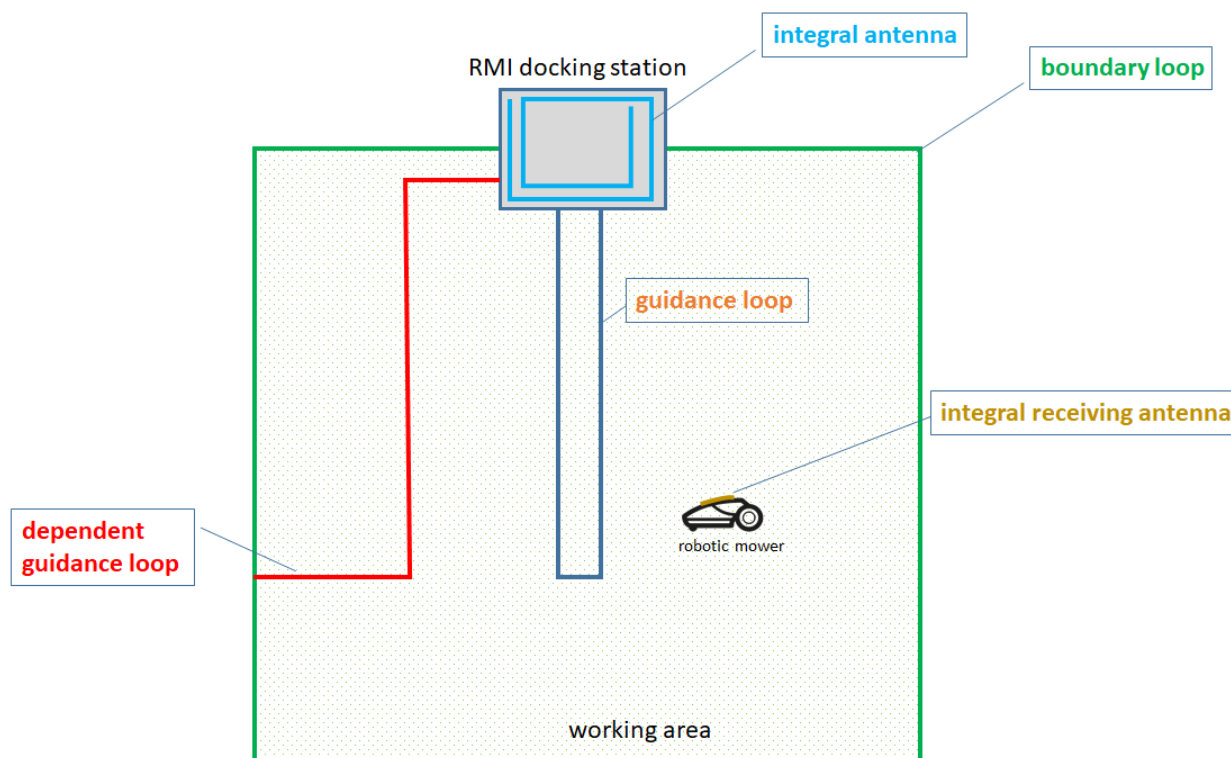 integral antenna
RMI docking station
boundary loop
guidance loop
integral receiving antenna
robotic mower
dependent
guidance loop
working area